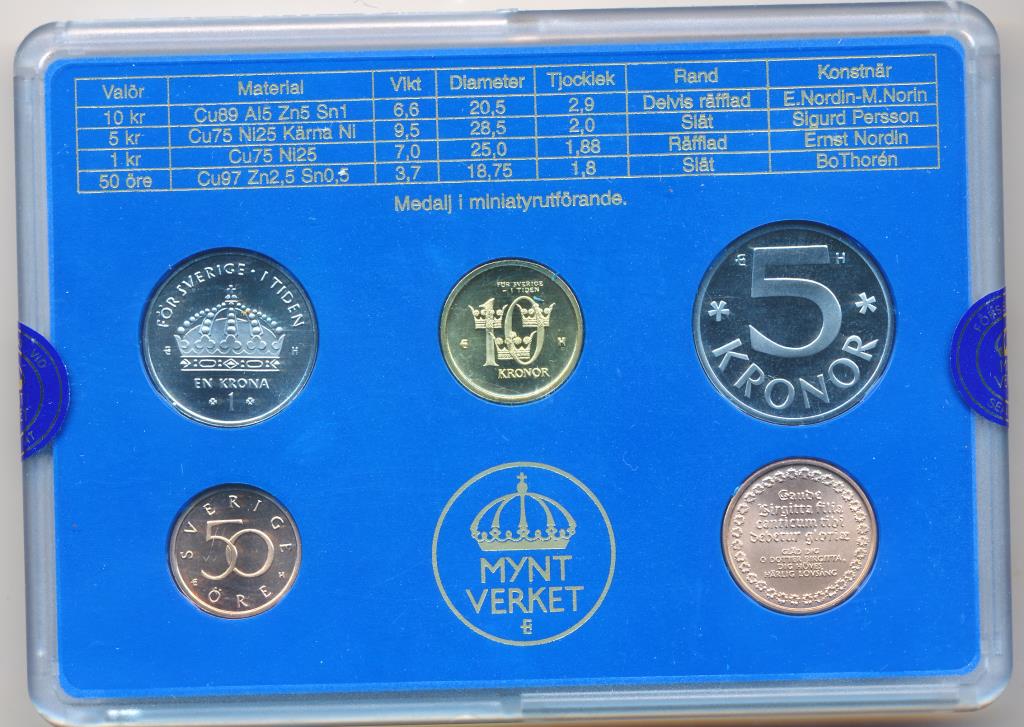 Valör Material Vikt Diameter Tjocklek Rand Konstnär
10 kr Cu89 Al5 Zn5 Sn1 6,6 20,5 2,9 Delvis räfflad E.Nordin-M.Norin
5 kr Cu75 Ni25 Kärna Ni 9,5 28,5 2,0 Slät Sigurd Persson
1 kr Cu75 Ni25 7,0 25,0 1,88 Räfflad Ernst Nordin
50 öre Cu97 Zn2,5 Sn0,5 3,7 18,75 1,8 Slät BoThorén
Medalj i miniatyrutförande.
FÖR SVERIGE · I TIDEN
E H
EN KRONA
1
FÖR SVERIGE
– I TIDEN
10
E H
KRONOR
E H
5
* *
KRONOR
SVERIGE
50
E H
ÖRE
MYNT
VERKET
E
Gaude
Birgitta filia
canticum tibi
debetur gloriæ
GLÄD DIG
O DOTTER BIRGITTA,
DIG HÖVES
HÄRLIG LOVSÅNG
VID